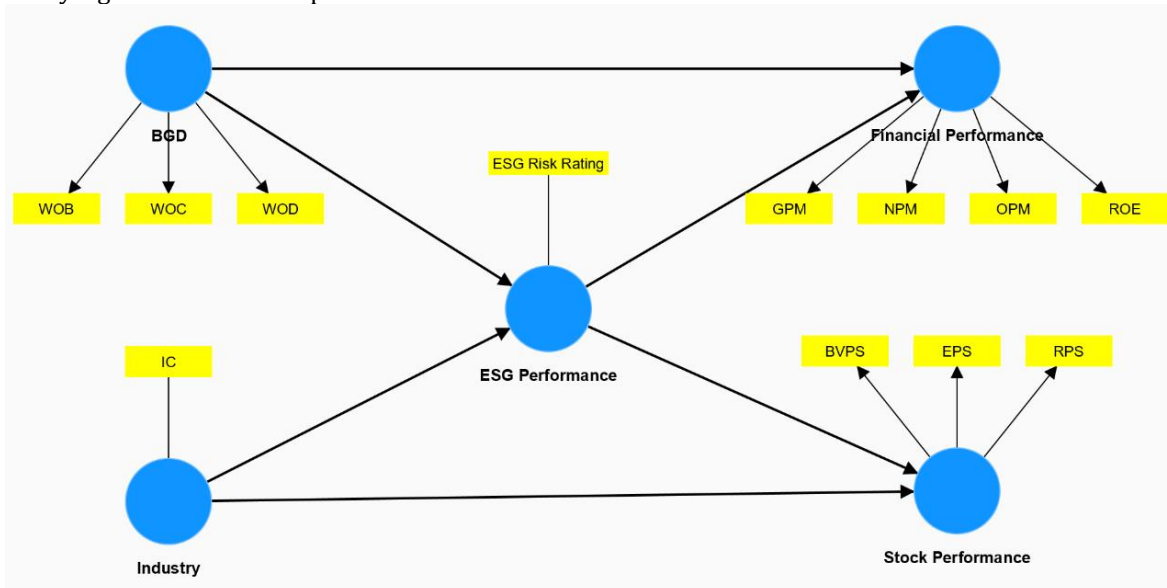 BGD
Financial Performance
ESG Risk Rating
WOB
WOC
WOD
GPM
NPM
OPM
ROE
IC
BVPS
EPS
RPS
ESG Performance
Industry
Stock Performance